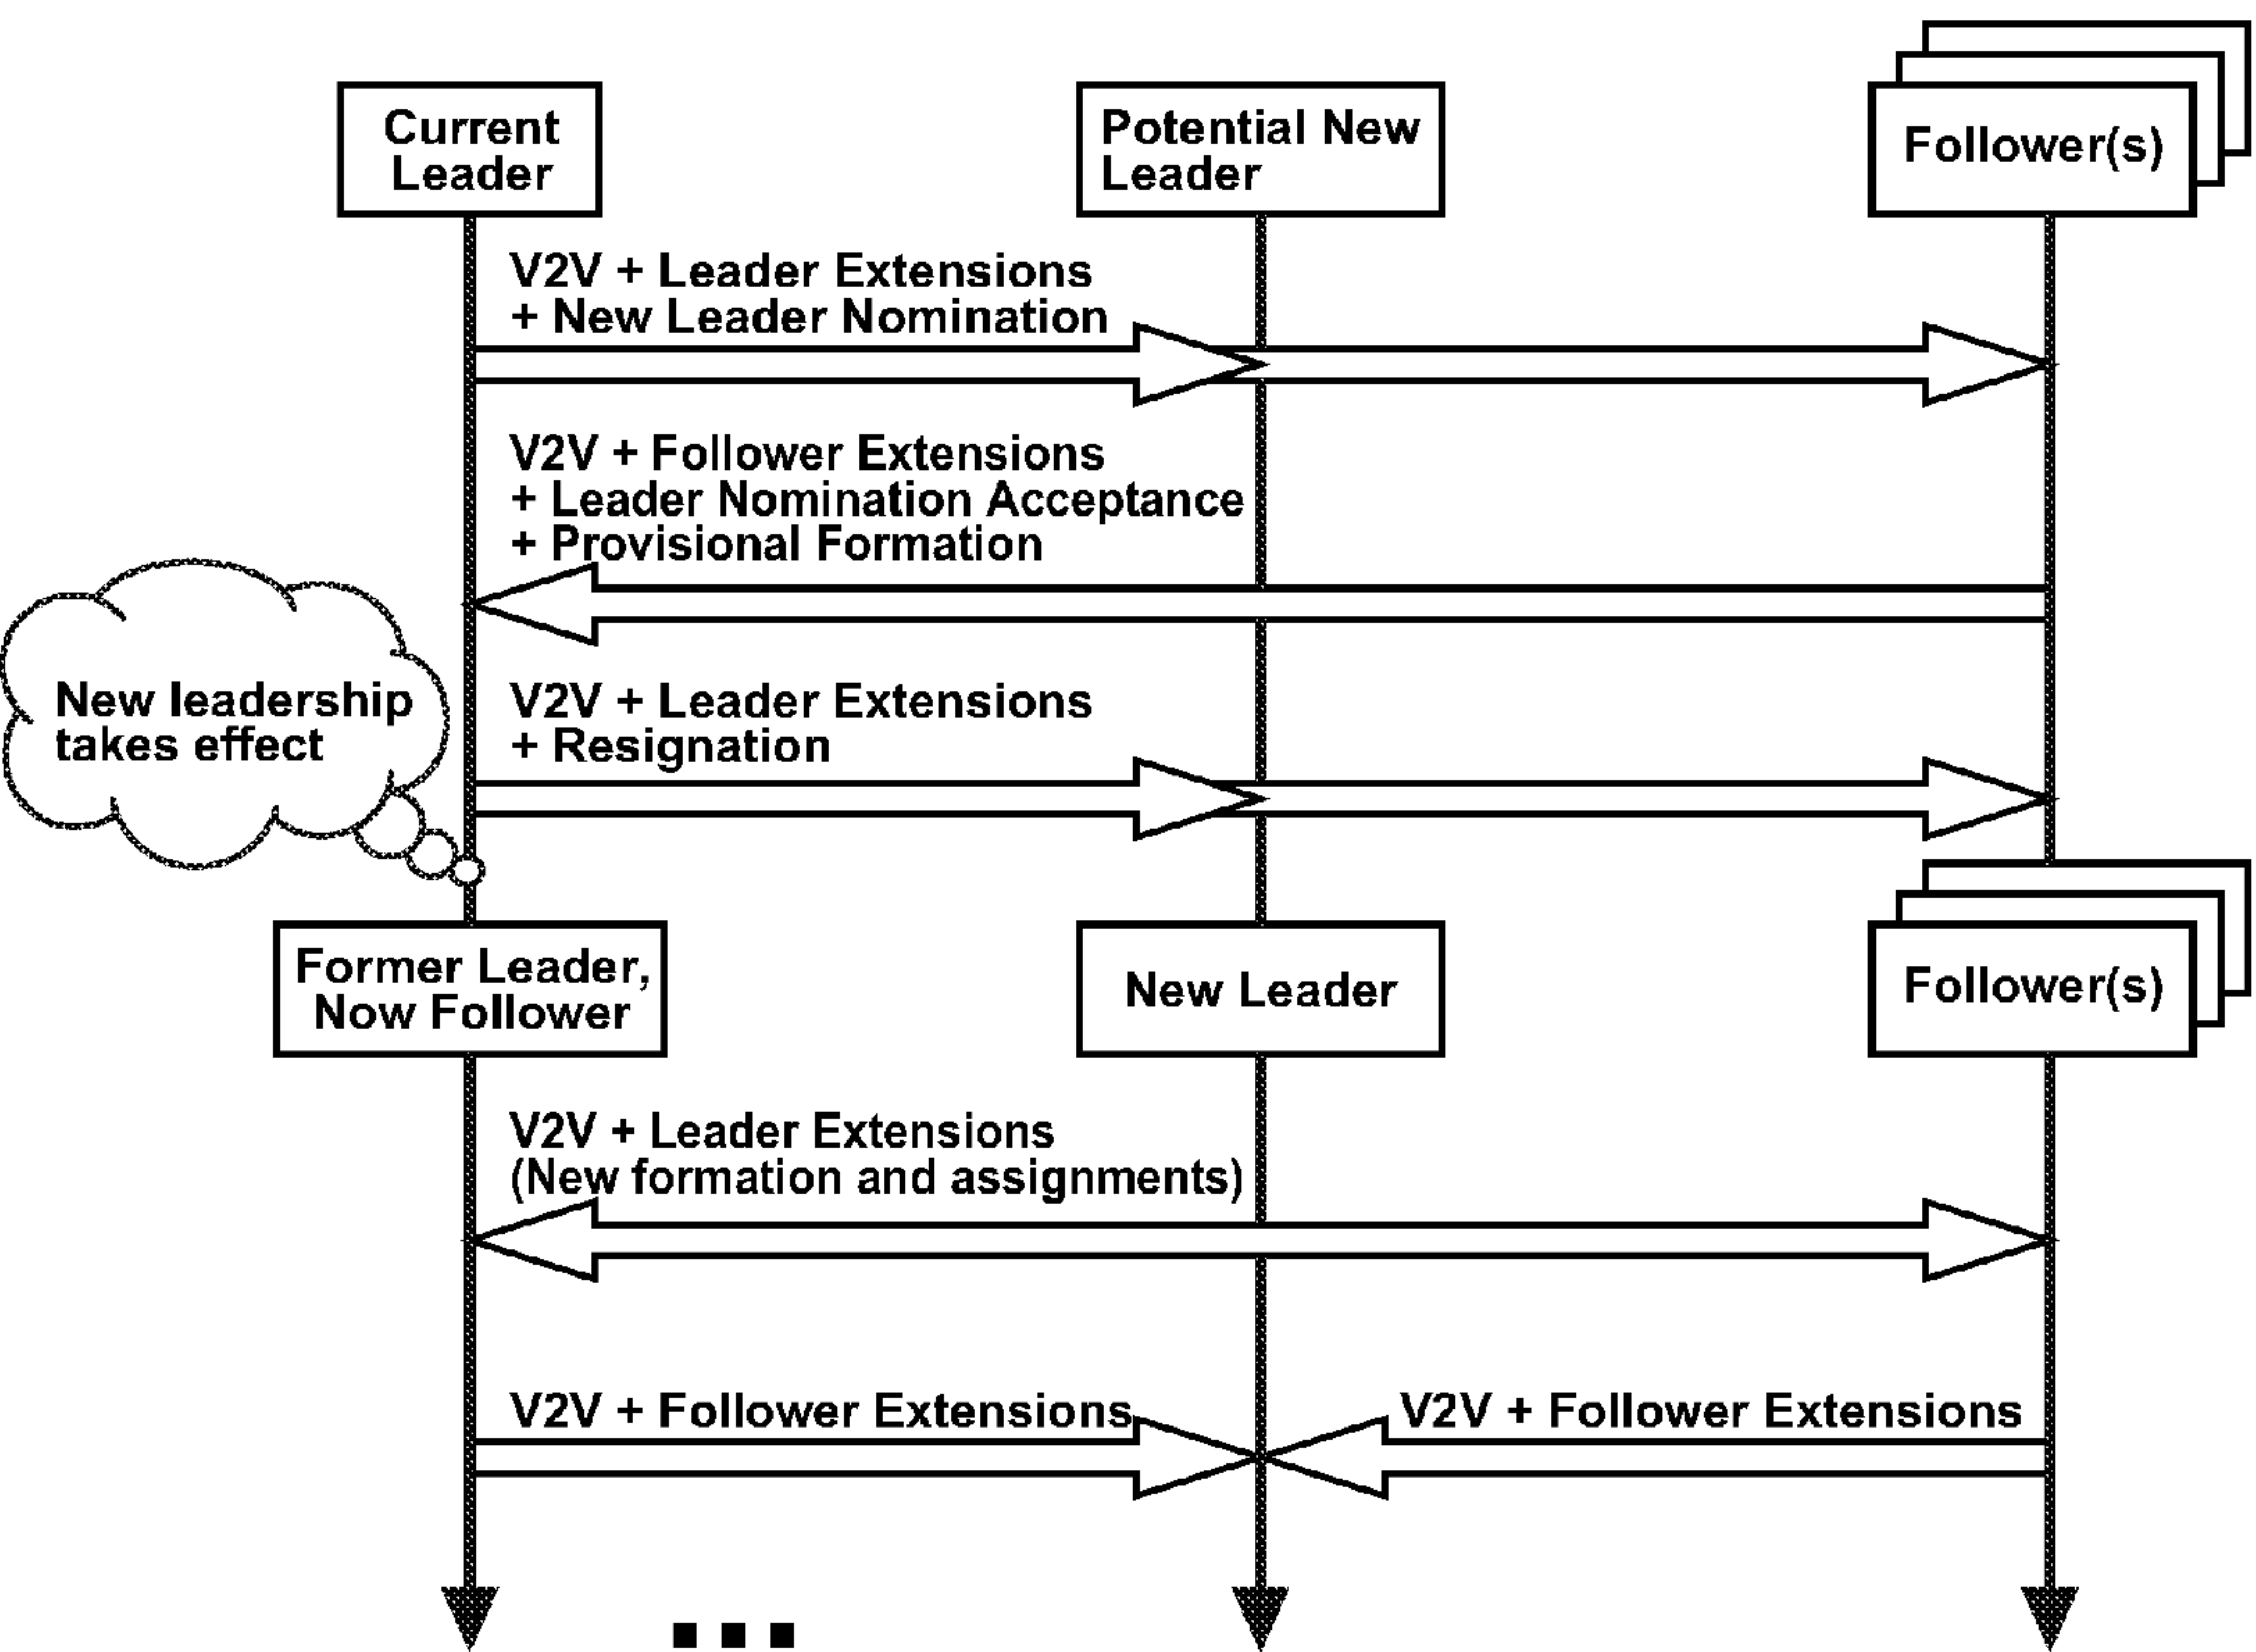 Current
Leader
Potential New
Leader
Follower(s)
V2V + Leader Extensions
+ New Leader Nomination
V2V + Follower Extensions
+ Leader Nomination Acceptance
+ Provisional Formation
New leadership
takes effect
V2V + Leader Extensions
+ Resignation
Former Leader,
Now Follower
New Leader
Follower(s)
V2V + Leader Extensions
(New formation and assignments)
V2V + Follower Extensions
V2V + Follower Extensions
...